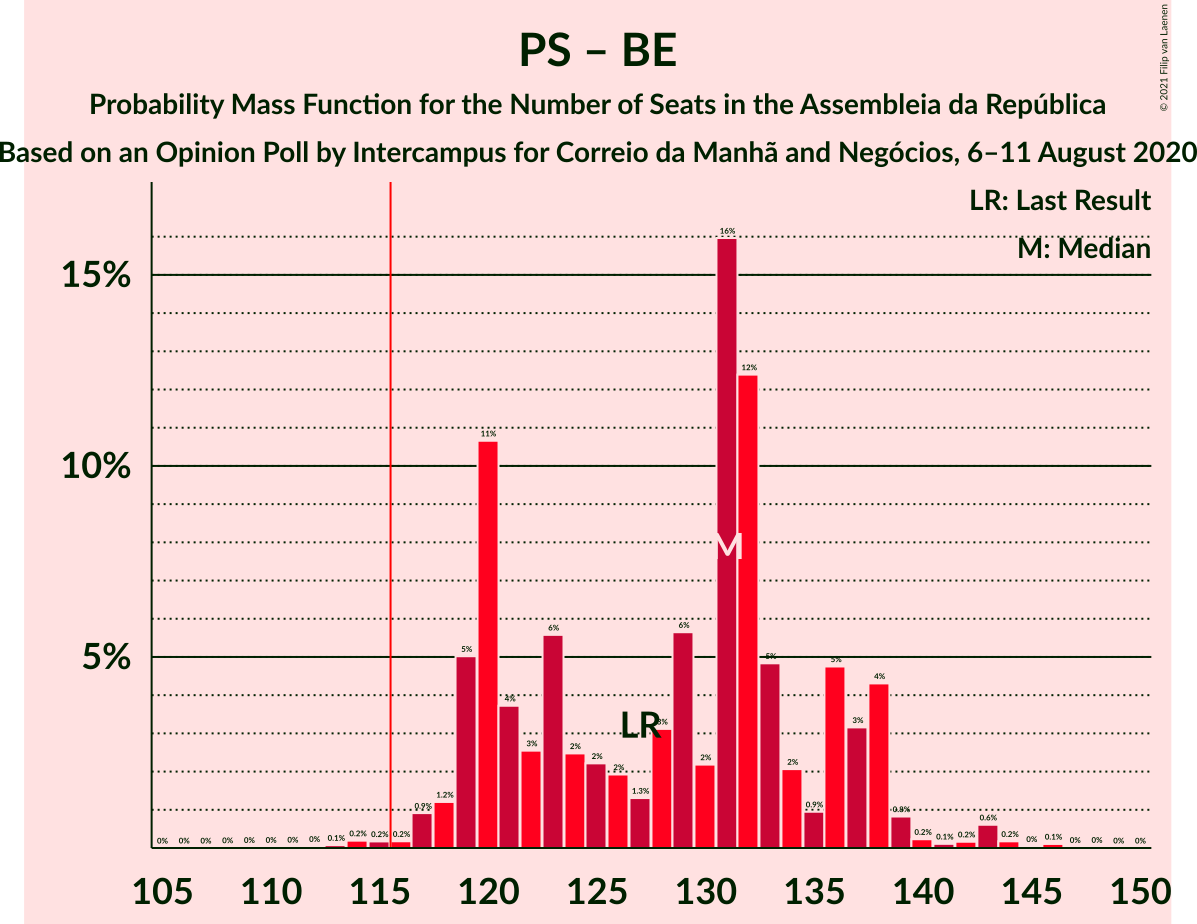 PS – BE
Probability Mass Function for the Number of Seats in the Assembleia da República
Based on an Opinion Poll by Intercampus for Correio da Manhã and Negócios, 6–11 August 2020
© 2021 Filip van Laenen
LR: Last Result
M: Median
15%
10%
5%
0% 0% 0% 0% 0% 0% 0% 0% 0.1% 0.2% 0.2% 0.2% 0.9% 1.2% 5% 11% 4% 3% 6% 2% 2% 2% 1.3% 3% 6% 2% 16% 12% 5% 2% 0.9% 5% 3% 4% 0.8% 0.2% 0.1% 0.2% 0.6% 0.2% 0% 0.1% 0% 0% 0% 0%
LR
M
105 110 115 120 125 130 135 140 145 150